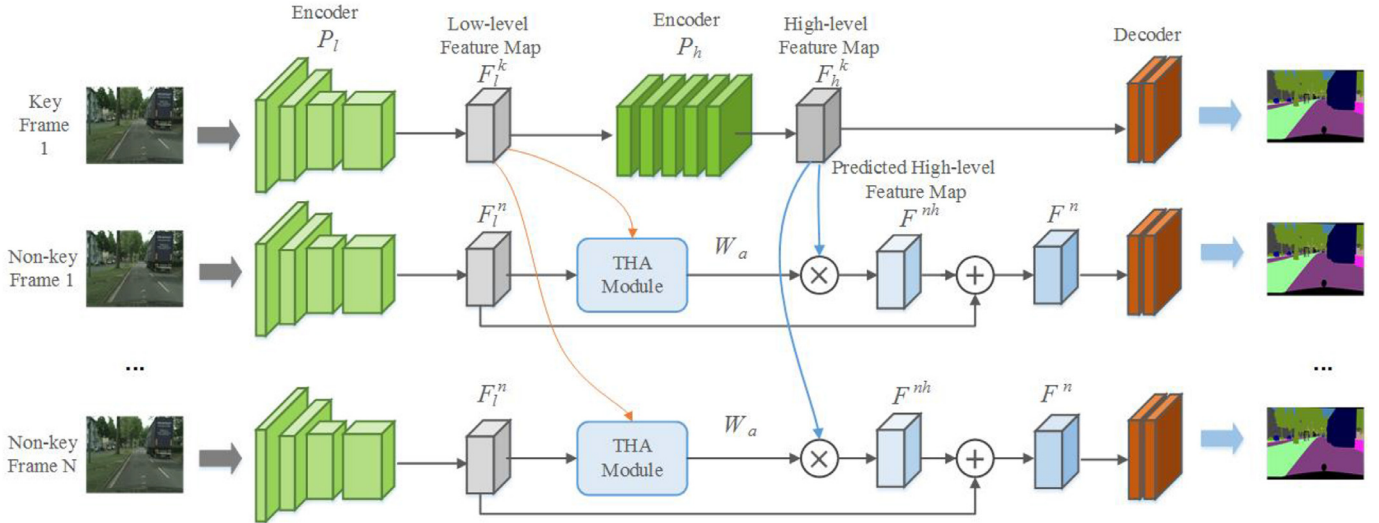 Encoder
P_l
Low-level
Feature Map
F_l^k
Encoder
P_h
High-level
Feature Map
F_h^k
Decoder
Key
Frame
1
Predicted High-level
Feature Map
Non-key
Frame 1
F_l^n
THA
Module
W_a
×
F^nh
+
F^n
...
...
Non-key
Frame N
F_l^n
THA
Module
W_a
×
F^nh
+
F^n